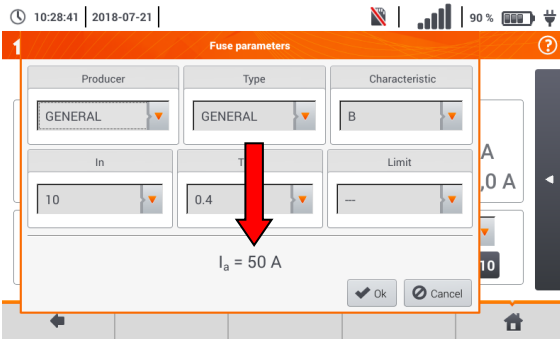 10:28:41 2018-07-21 90 %
1 Fuse parameters ?
Producer Type Characteristic
GENERAL GENERAL B
In Limit
10 0.4 ---
A
,0 A
10
Ia = 50 A
Ok Cancel